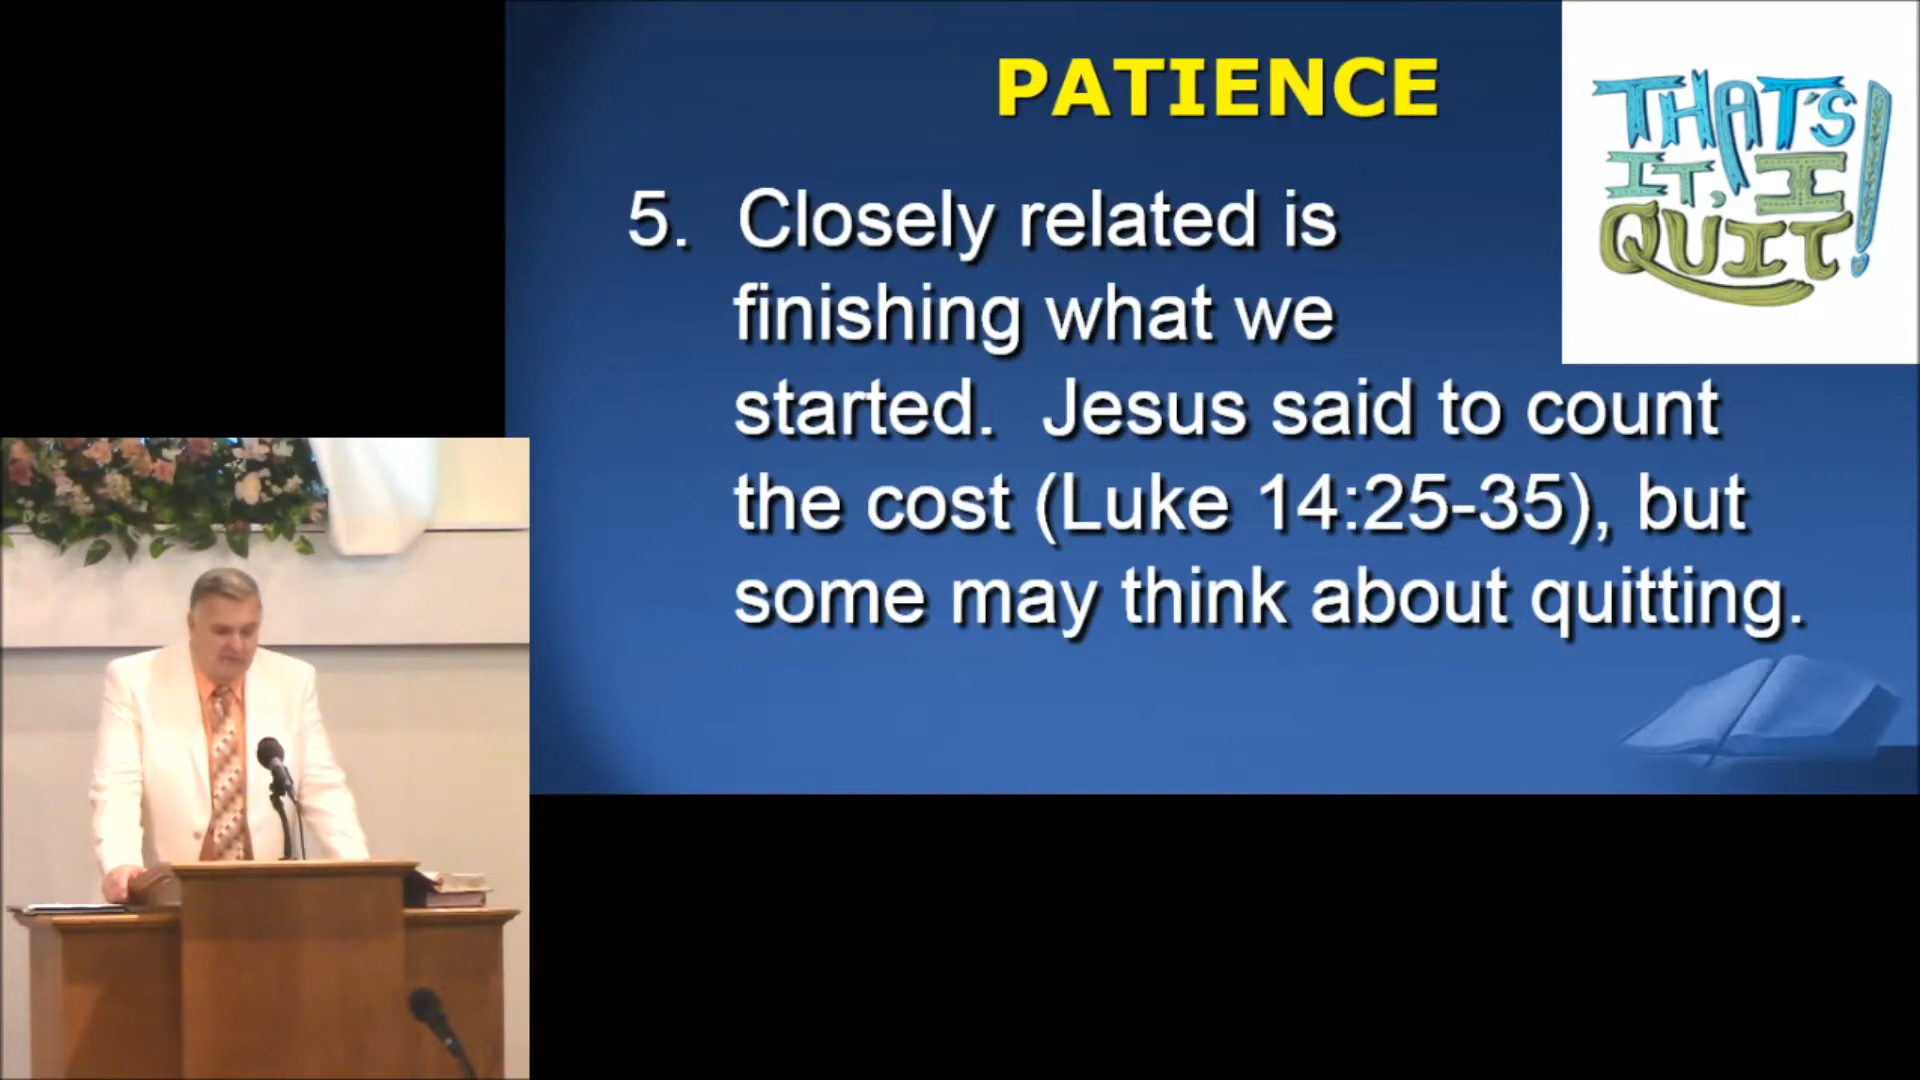 PATIENCE
5. Closely related is
finishing what we
started. Jesus said to count
the cost (Luke 14:25-35), but
some may think about quitting.
THAT'S
IT, I
QUIT!